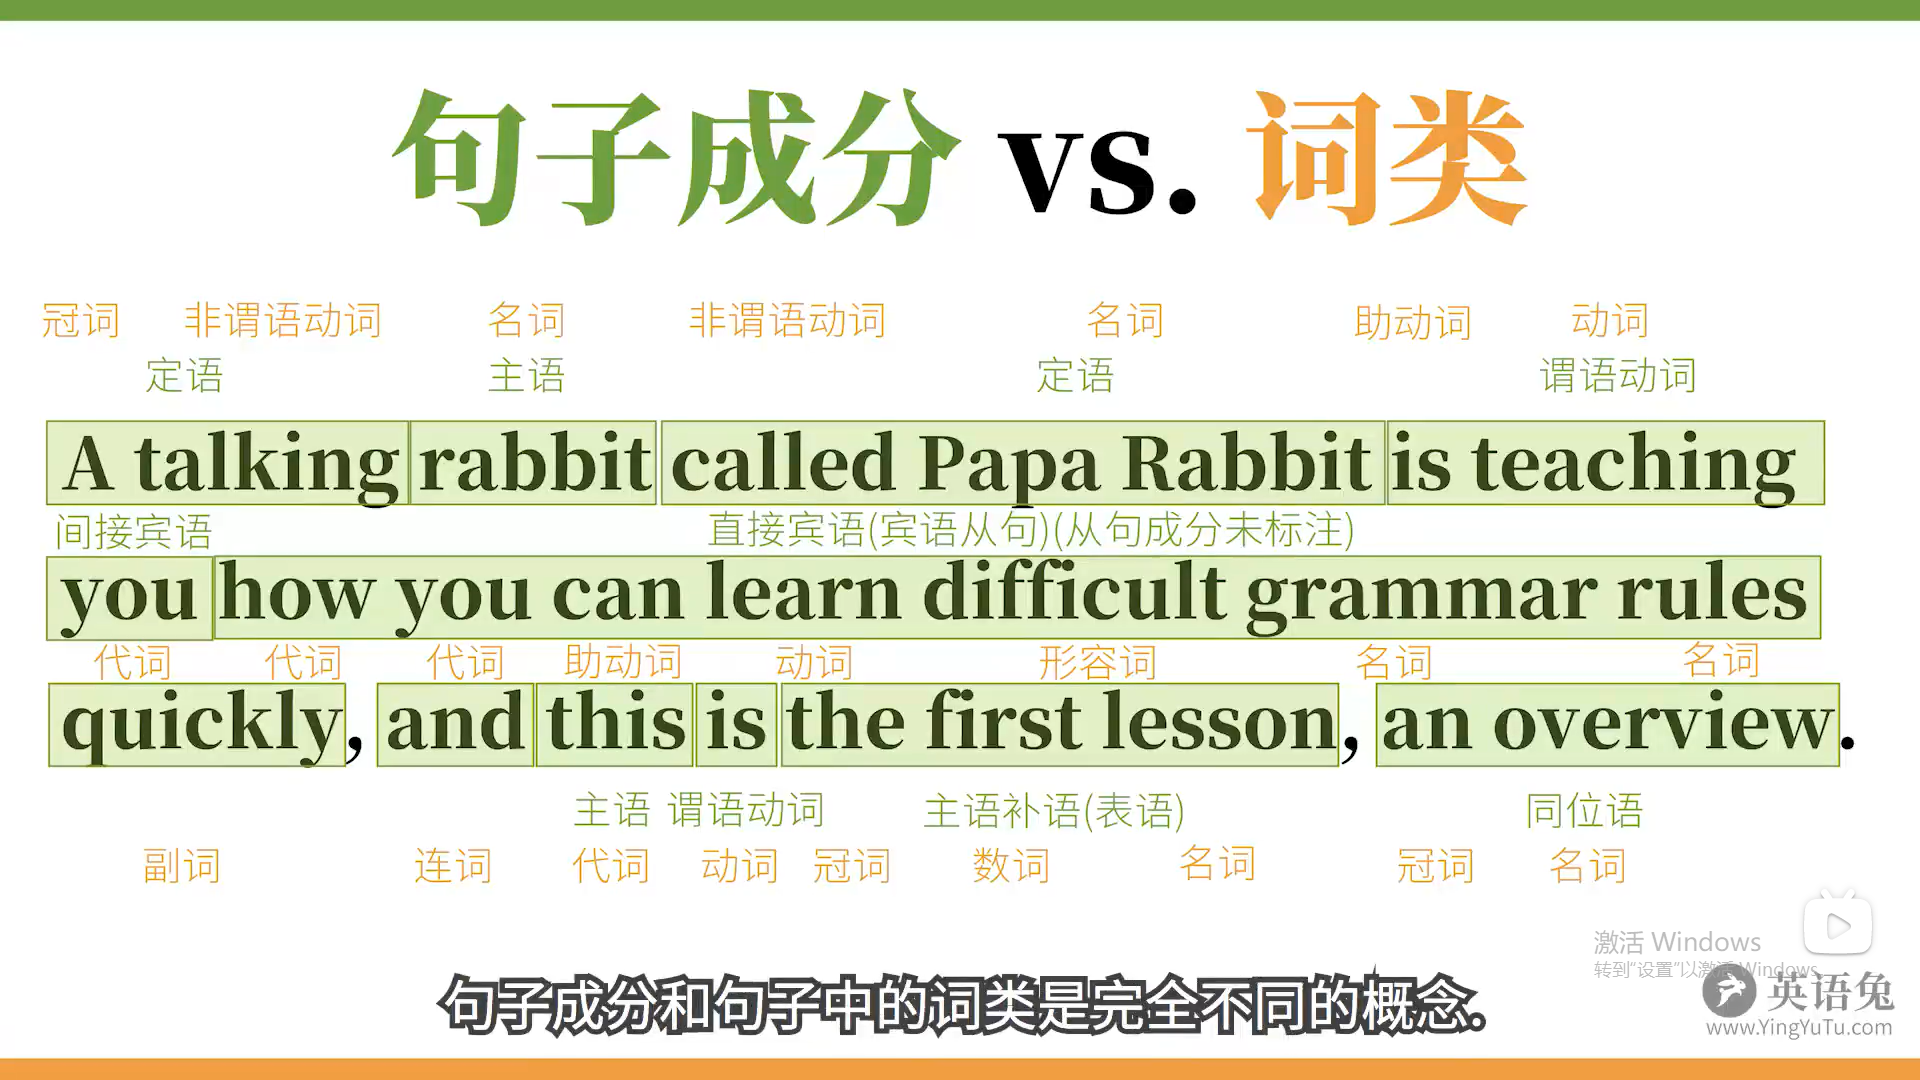 句子成分 vs. 词类
冠词 非谓语动词 名词 非谓语动词 名词 助动词 动词
定语 主语 定语 谓语动词
A talking rabbit called Papa Rabbit is teaching
间接宾语 直接宾语(宾语从句)(从句成分未标注)
you how you can learn difficult grammar rules
代词 代词 代词 助动词 动词 形容词 名词 名词
quickly, and this is the first lesson, an overview.
主语 谓语动词 主语补语(表语) 同位语
副词 连词 代词 动词 冠词 数词 名词 冠词 名词
激活 Windows
转到"设置"以激活 Windows
句子成分和句子中的词类是完全不同的概念.
英语兔
www.YingYuTu.com